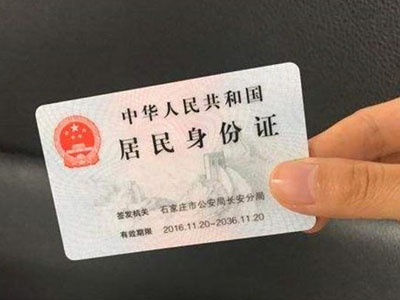 中华人民共和国
居民身份证
签发机关 石家庄市公安局长安分局
有效期限 2016.11.20-2036.11.20